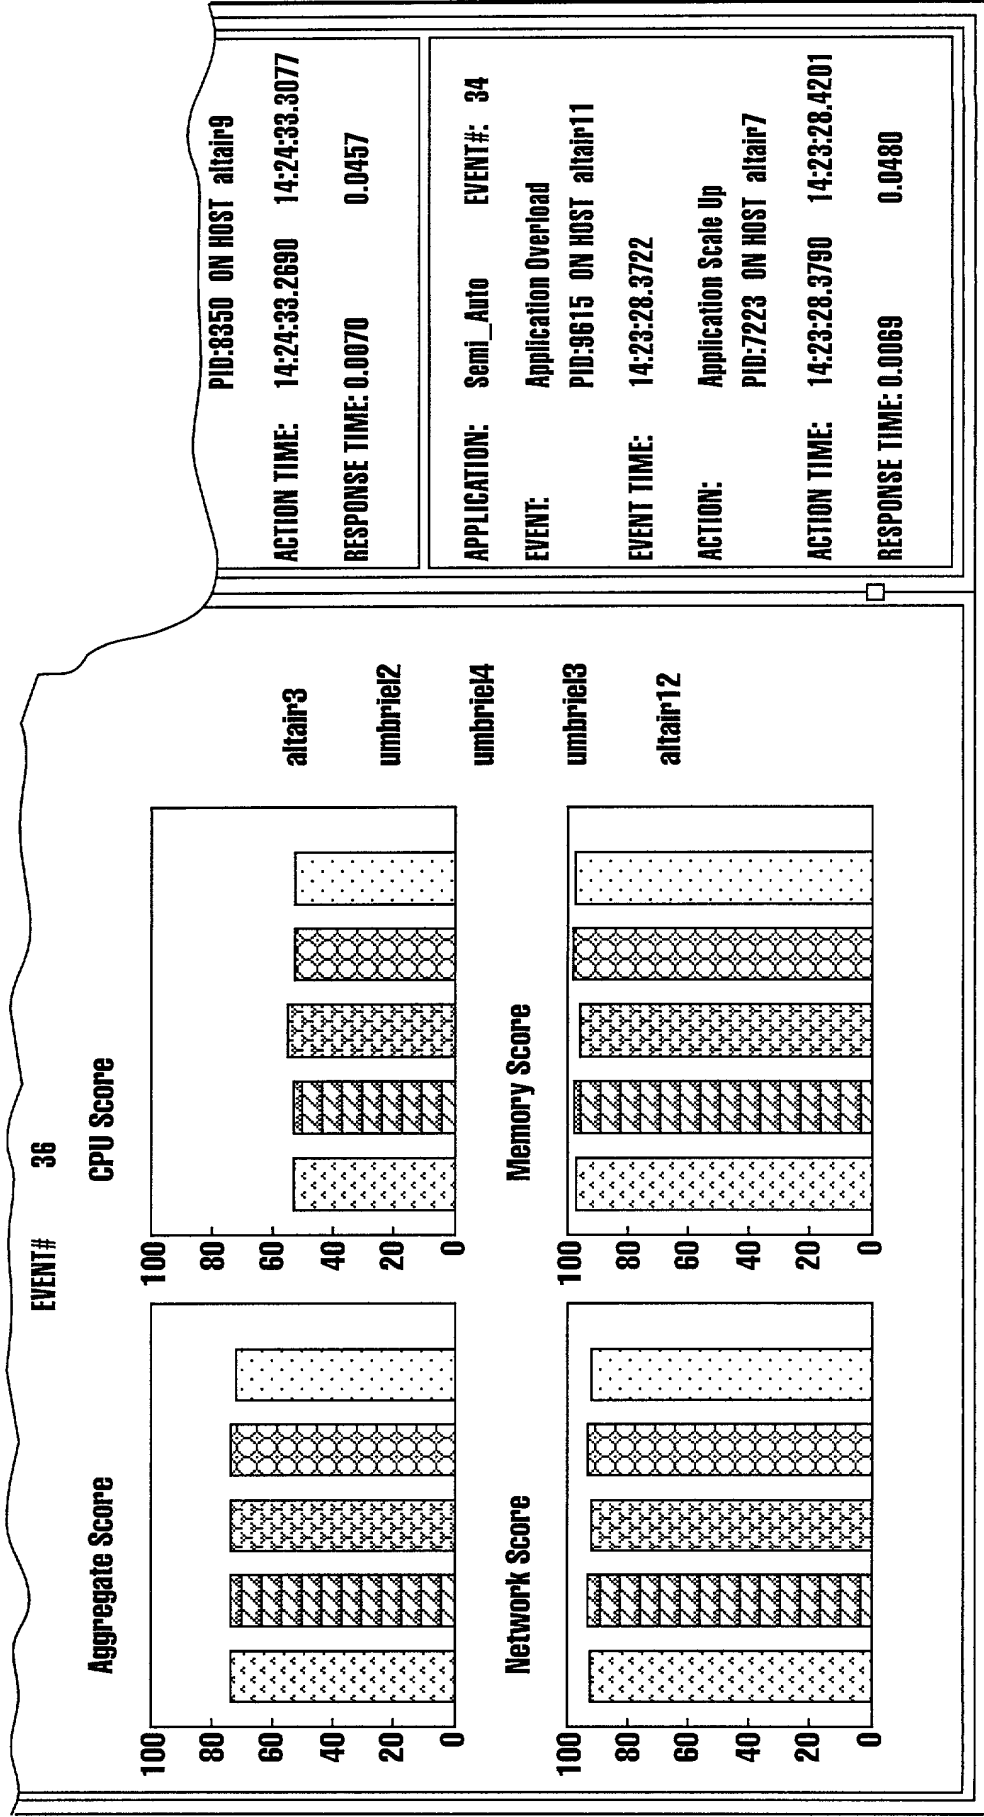 EVENT# 36
Aggregate Score
100
80
60
40
20
0
CPU Score
100
80
60
40
20
0
Network Score
100
80
60
40
20
0
Memory Score
100
80
60
40
20
0
altair3
umbriel2
umbriel4
umbriel3
altair12
PID:8350 ON HOST altair9
ACTION TIME: 14:24:33.2690 14:24:33.3077
RESPONSE TIME: 0.0070 0.0457
APPLICATION: Semi_Auto EVENT#: 34
EVENT: Application Overload
PID:9615 ON HOST altair11
EVENT TIME: 14:23:28.3722
ACTION: Application Scale Up
PID:7223 ON HOST altair7
ACTION TIME: 14:23:28.3790 14:23:28.4201
RESPONSE TIME: 0.0069 0.0480